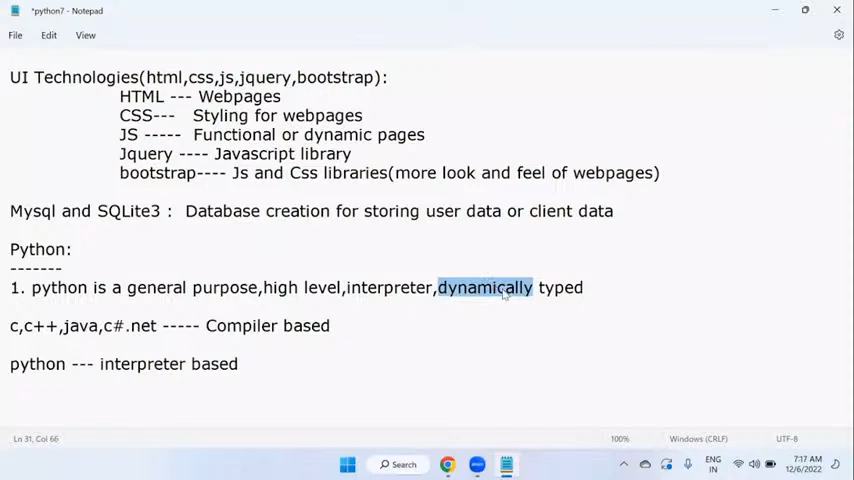 *python7 - Notepad
File Edit View
UI Technologies(html,css,js,jquery,bootstrap):
HTML --- Webpages
CSS--- Styling for webpages
JS ----- Functional or dynamic pages
Jquery ---- Javascript library
bootstrap---- Js and Css libraries(more look and feel of webpages)
Mysql and SQLite3 : Database creation for storing user data or client data
Python:
-------
1. python is a general purpose,high level,interpreter,dynamically typed
c,c++,java,c#.net ----- Compiler based
python --- interpreter based
Ln 31, Col 66 100% Windows (CRLF) UTF-8
Search ENG 7:17 AM
IN 12/6/2022